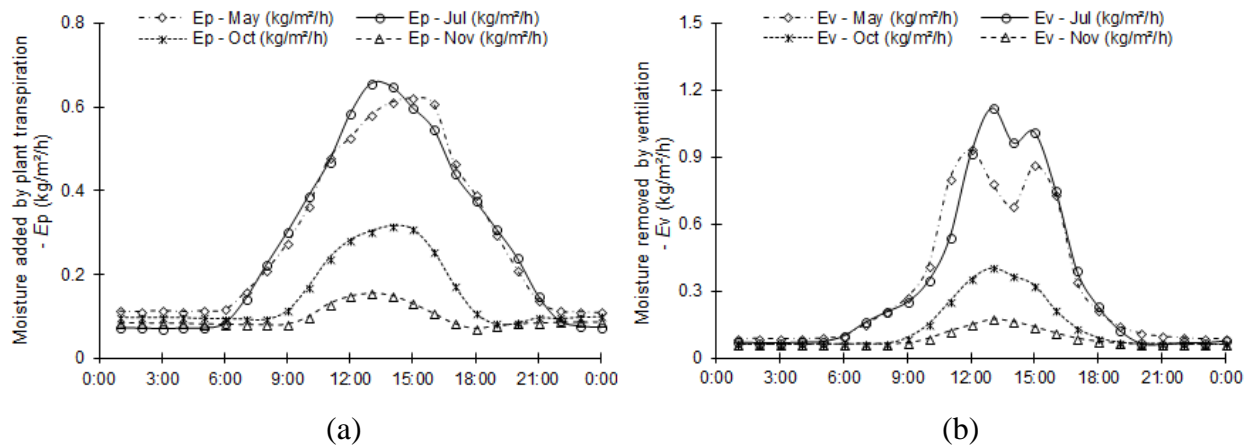 Ep - May (kg/m²/h) Ep - Jul (kg/m²/h)
Ep - Oct (kg/m²/h) Ep - Nov (kg/m²/h)
Moisture added by plant transpiration
- Ep (kg/m²/h)
0.8
0.6
0.4
0.2
0
0:00 3:00 6:00 9:00 12:00 15:00 18:00 21:00 0:00
(a)
Ev - May (kg/m²/h) Ev - Jul (kg/m²/h)
Ev - Oct (kg/m²/h) Ev - Nov (kg/m²/h)
Moisture removed by ventilation
- Ev (kg/m²/h)
1.5
1.2
0.9
0.6
0.3
0.0
0:00 3:00 6:00 9:00 12:00 15:00 18:00 21:00 0:00
(b)